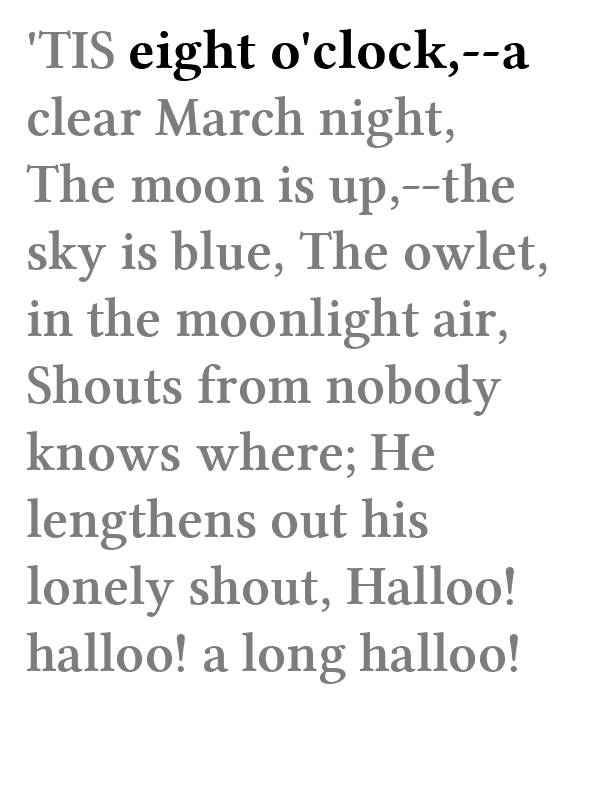 'TIS eight o'clock,--a
clear March night,
The moon is up,--the
sky is blue, The owlet,
in the moonlight air,
Shouts from nobody
knows where; He
lengthens out his
lonely shout, Halloo!
halloo! a long halloo!